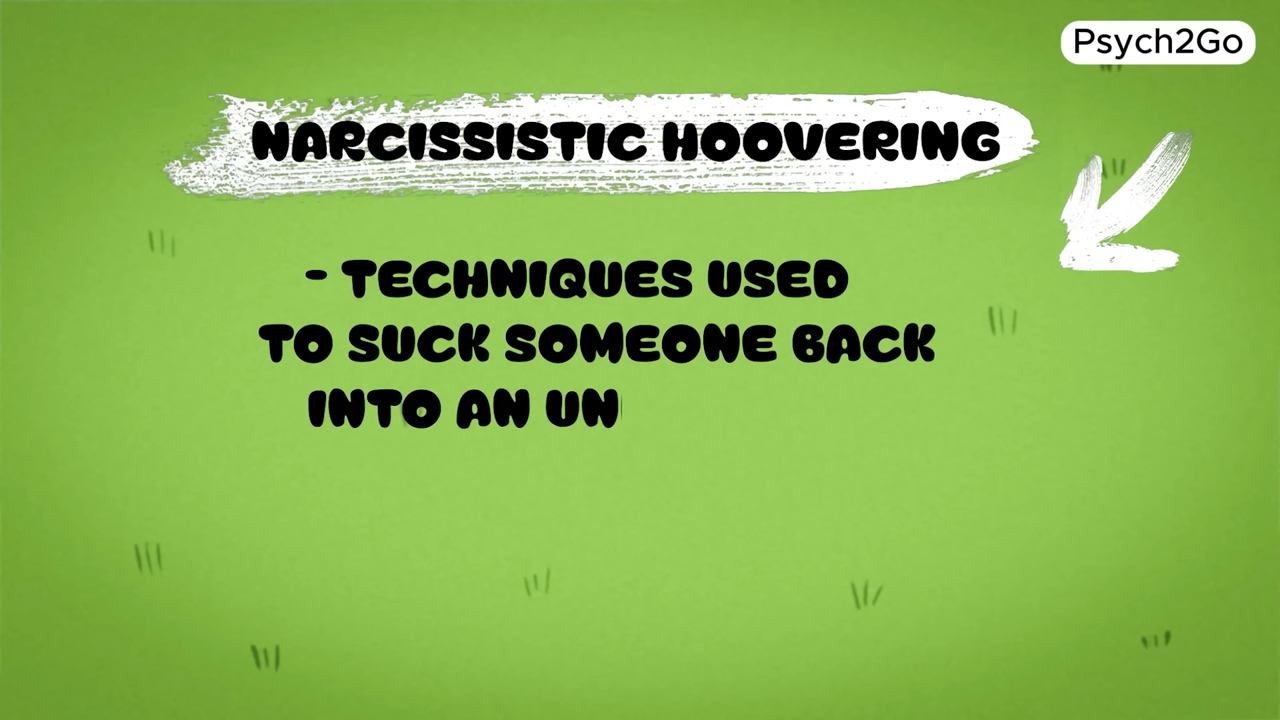 Psych2Go
NARCISSISTIC HOOVERING
- TECHNIQUES USED
TO SUCK SOMEONE BACK
INTO AN UN